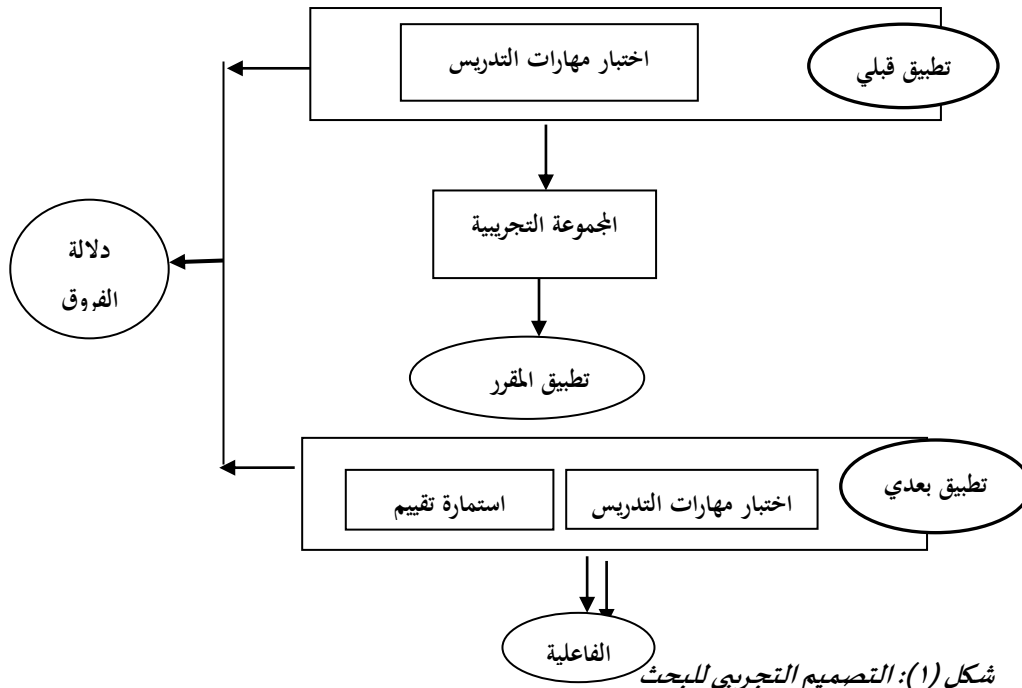 تطبيق قبلي
اختبار مهارات التدريس
المجموعة التجريبية
دلالة
الفروق
تطبيق المقرر
تطبيق بعدي
اختبار مهارات التدريس
استمارة تقييم
الفاعلية
شكل (١): التصميم التجريبي للبحث